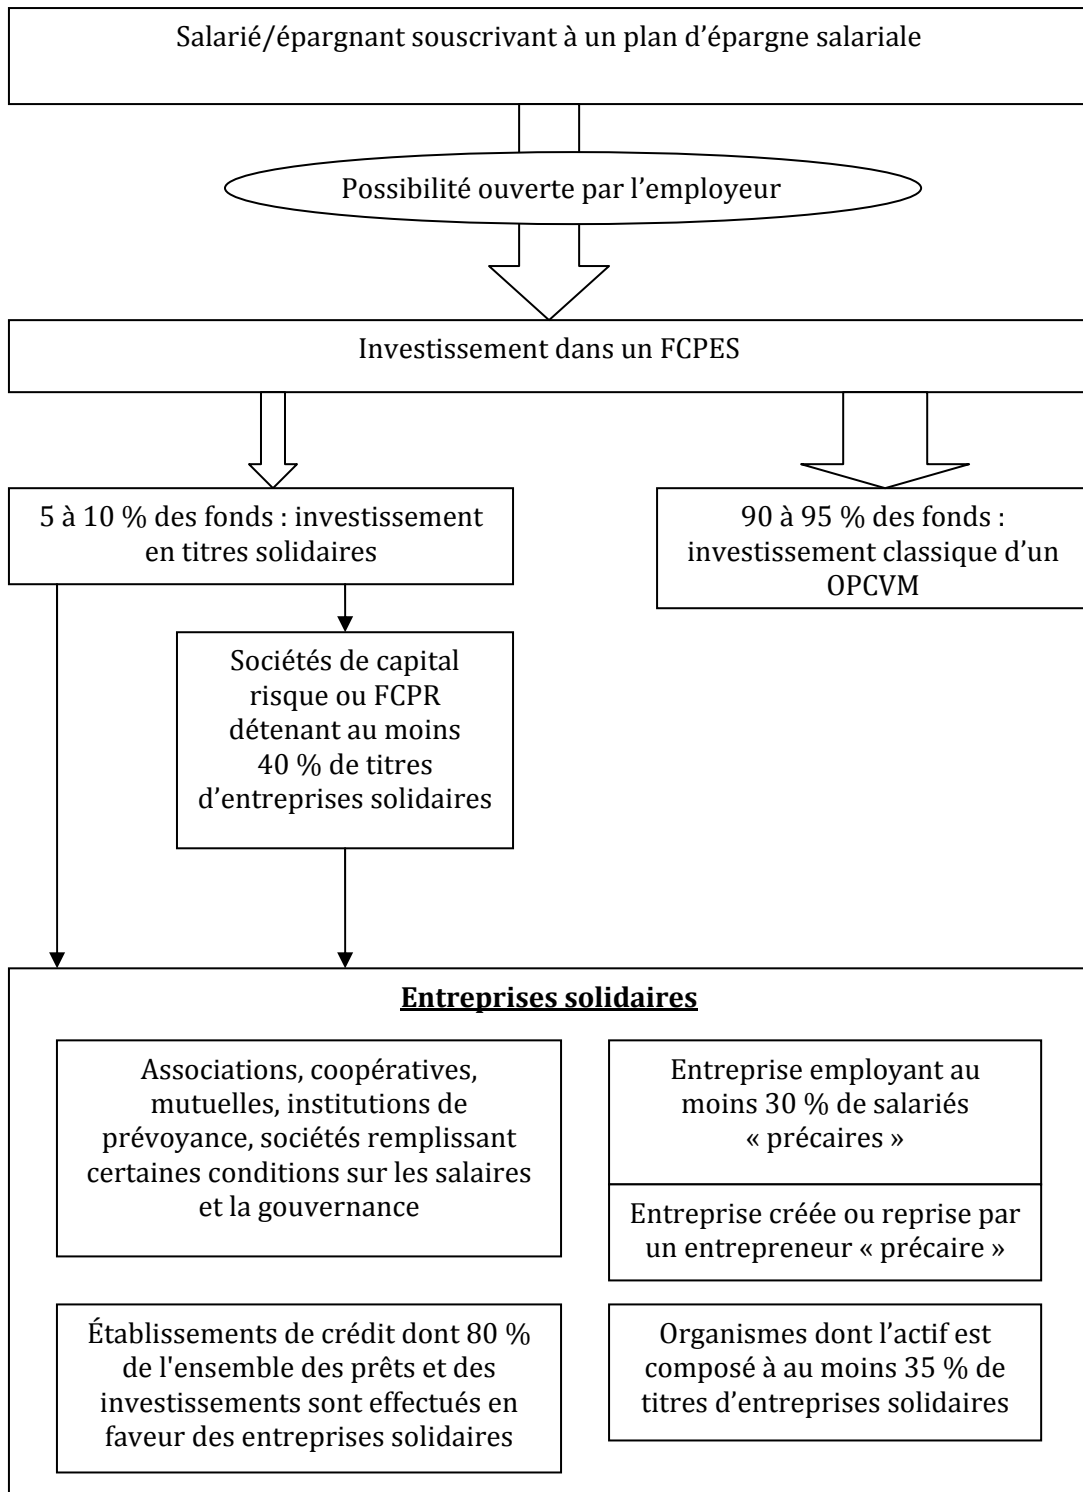 Salarié/épargnant souscrivant à un plan d’épargne salariale
Possibilité ouverte par l’employeur
Investissement dans un FCPES
5 à 10 % des fonds : investissement
en titres solidaires
90 à 95 % des fonds :
investissement classique d’un
OPCVM
Sociétés de capital
risque ou FCPR
détenant au moins
40 % de titres
d’entreprises solidaires
Entreprises solidaires
Associations, coopératives,
mutuelles, institutions de
prévoyance, sociétés remplissant
certaines conditions sur les salaires
et la gouvernance
Entreprise employant au
moins 30 % de salariés
« précaires »
Entreprise créée ou reprise par
un entrepreneur « précaire »
Établissements de crédit dont 80 %
de l'ensemble des prêts et des
investissements sont effectués en
faveur des entreprises solidaires
Organismes dont l’actif est
composé à au moins 35 % de
titres d’entreprises solidaires